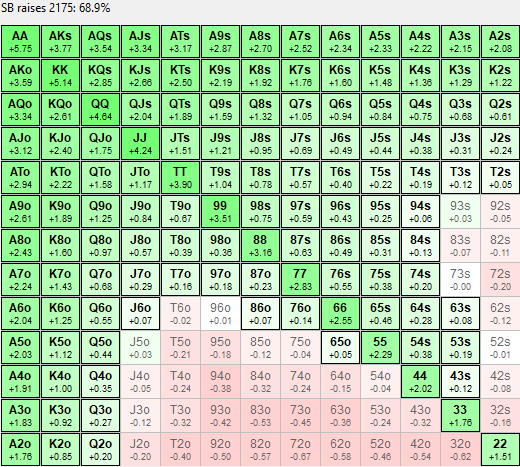 SB raises 2175: 68.9%
AA AKs AQs AJs ATs A9s A8s A7s A6s A5s A4s A3s A2s
+5.75 +3.77 +3.54 +3.34 +3.17 +2.87 +2.70 +2.52 +2.34 +2.33 +2.22 +2.15 +2.08
AKo KK KQs KJs KTs K9s K8s K7s K6s K5s K4s K3s K2s
+3.59 +5.14 +2.85 +2.66 +2.50 +2.19 +1.92 +1.76 +1.60 +1.48 +1.36 +1.29 +1.22
AQo KQo QQ QJs QTs Q9s Q8s Q7s Q6s Q5s Q4s Q3s Q2s
+3.34 +2.61 +4.64 +2.04 +1.89 +1.59 +1.32 +1.05 +0.94 +0.84 +0.75 +0.68 +0.61
AJo KJo QJo JJ JTs J9s J8s J7s J6s J5s J4s J3s J2s
+3.12 +2.40 +1.75 +4.24 +1.51 +1.21 +0.95 +0.69 +0.49 +0.44 +0.38 +0.31 +0.24
ATo KTo QTo JTo TT T9s T8s T7s T6s T5s T4s T3s T2s
+2.94 +2.22 +1.58 +1.17 +3.90 +1.04 +0.78 +0.57 +0.40 +0.22 +0.19 +0.12 +0.05
A9o K9o Q9o J9o T9o 99 98s 97s 96s 95s 94s 93s 92s
+2.61 +1.89 +1.25 +0.84 +0.67 +3.51 +0.75 +0.59 +0.43 +0.25 +0.06 +0.03 -0.05
A8o K8o Q8o J8o T8o 98o 88 87s 86s 85s 84s 83s 82s
+2.43 +1.60 +0.97 +0.57 +0.39 +0.36 +3.16 +0.63 +0.49 +0.31 +0.13 -0.07 -0.11
A7o K7o Q7o J7o T7o 97o 87o 77 76s 75s 74s 73s 72s
+2.24 +1.43 +0.68 +0.29 +0.16 +0.18 +0.23 +2.83 +0.55 +0.38 +0.20 -0.00 -0.20
A6o K6o Q6o J6o T6o 96o 86o 76o 66 65s 64s 63s 62s
+2.04 +1.25 +0.55 +0.07 -0.02 +0.01 +0.07 +0.14 +2.55 +0.46 +0.28 +0.08 -0.12
A5o K5o Q5o J5o T5o 95o 85o 75o 65o 55 54s 53s 52s
+2.03 +1.12 +0.44 +0.03 -0.21 -0.18 -0.12 -0.04 +0.05 +2.29 +0.38 +0.19 -0.01
A4o K4o Q4o J4o T4o 94o 84o 74o 64o 54o 44 43s 42s
+1.91 +1.00 +0.35 -0.05 -0.24 -0.38 -0.32 -0.24 -0.15 -0.04 +2.02 +0.12 -0.08
A3o K3o Q3o J3o T3o 93o 83o 73o 63o 53o 43o 33 32s
+1.83 +0.92 +0.27 -0.12 -0.32 -0.42 -0.53 -0.45 -0.36 -0.24 -0.32 +1.76 -0.16
A2o K2o Q2o J2o T2o 92o 82o 72o 62o 52o 42o 32o 22
+1.76 +0.85 +0.20 -0.20 -0.40 -0.50 -0.57 -0.67 -0.58 -0.46 -0.54 -0.62 +1.51